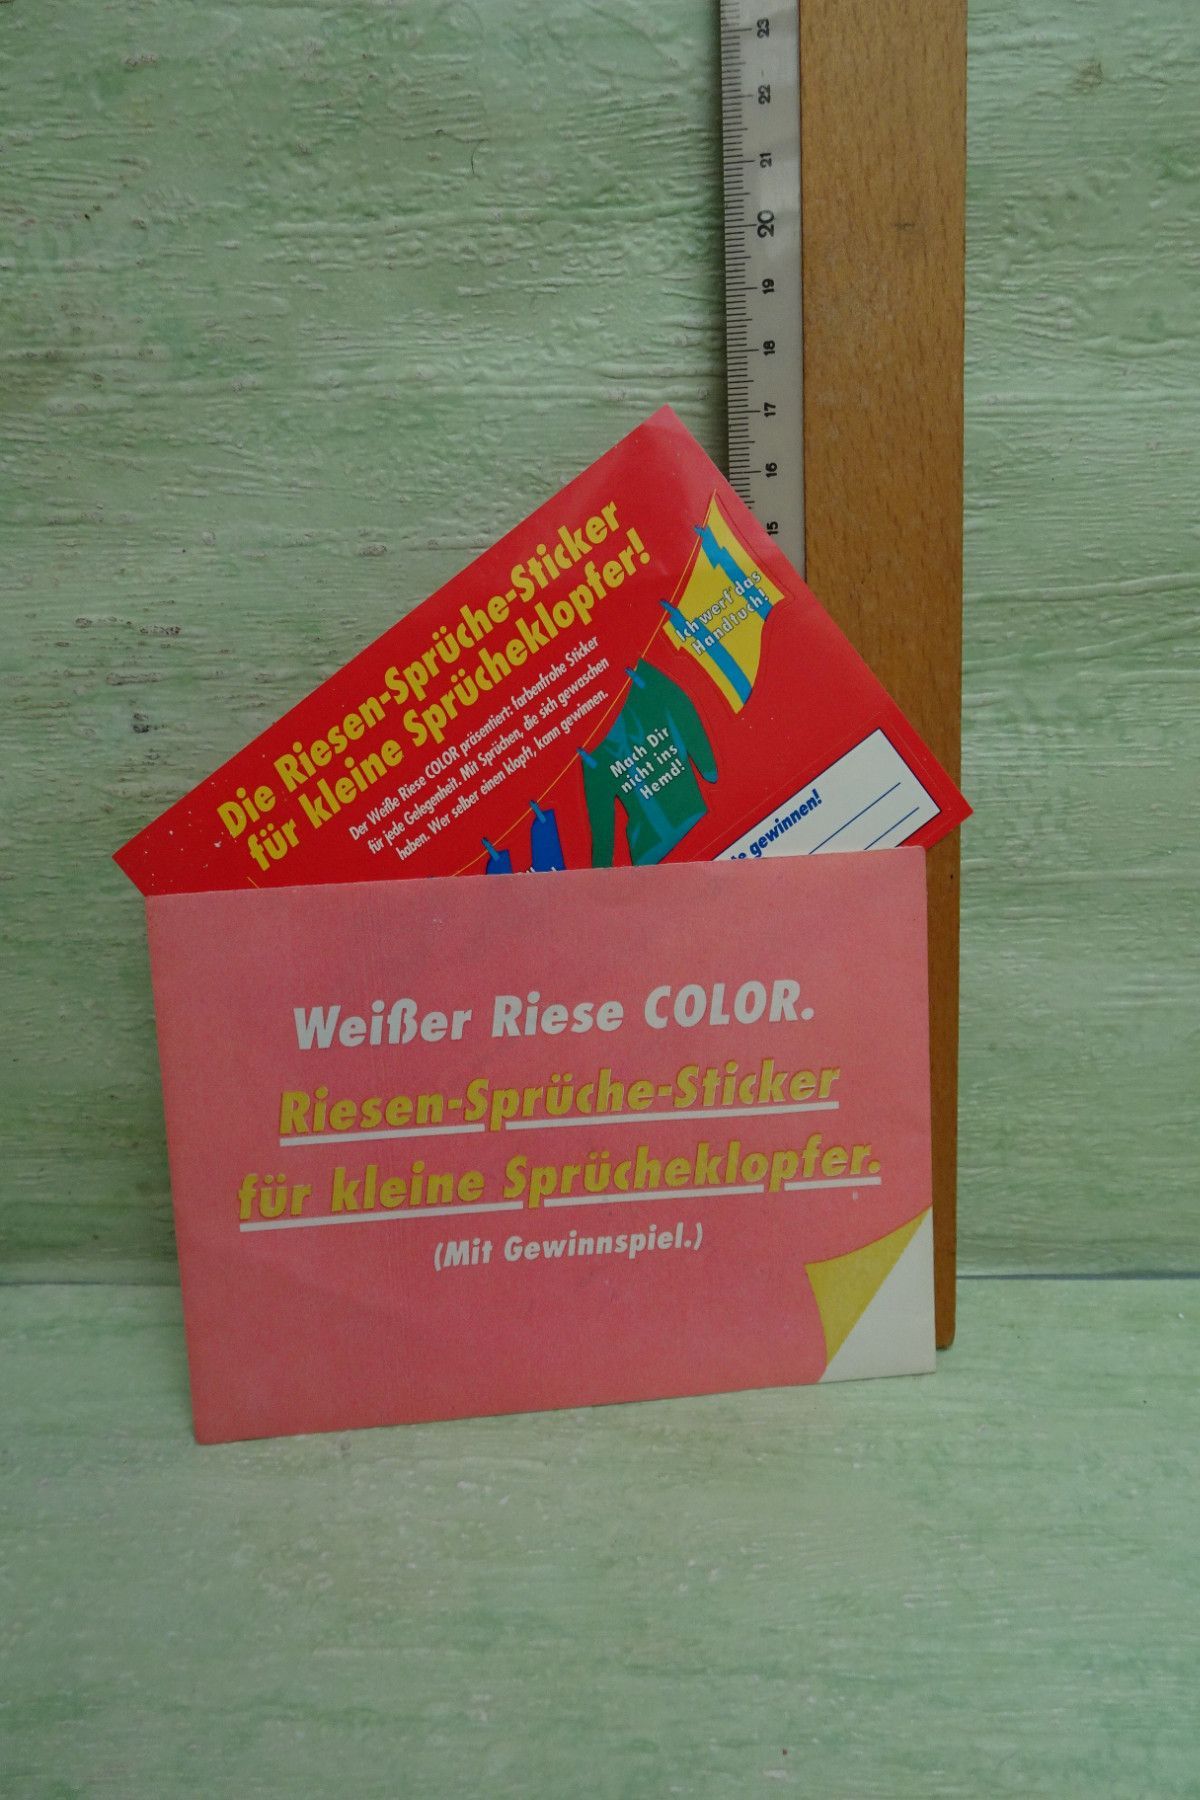 23
22
21
20
19
18
17
16
15
Die Riesen-Sprüche-Sticker
für kleine Sprücheklopfer!
Der Weiße Riese COLOR präsentiert: farbenfrohe Sticker
für jede Gelegenheit. Mit Sprüchen, die sich gewaschen
haben. Wer selber einen klopft, kann gewinnen.
Ich werf das
Handtuch!
Mach Dir
nicht ins
Hemd!
gewinnen!
Weißer Riese COLOR.
Riesen-Sprüche-Sticker
für kleine Sprücheklopfer.
(Mit Gewinnspiel.)